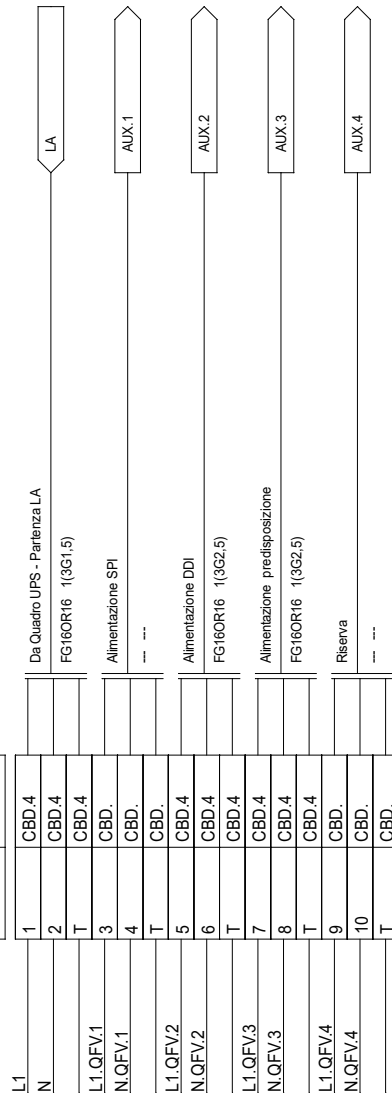 L1 1 CBD.4
N 2 CBD.4
T CBD.4
Da Quadro UPS - Partenza LA
FG16OR16 1(3G1,5)
LA
L1.QFV.1 3 CBD.
N.QFV.1 4 CBD.
T CBD.
Alimentazione SPI
--- ---
AUX.1
L1.QFV.2 5 CBD.4
N.QFV.2 6 CBD.4
T CBD.4
Alimentazione DDI
FG16OR16 1(3G2,5)
AUX.2
L1.QFV.3 7 CBD.4
N.QFV.3 8 CBD.4
T CBD.4
Alimentazione predisposizione
FG16OR16 1(3G2,5)
AUX.3
L1.QFV.4 9 CBD.
N.QFV.4 10 CBD.
T CBD.
Riserva
--- ---
AUX.4